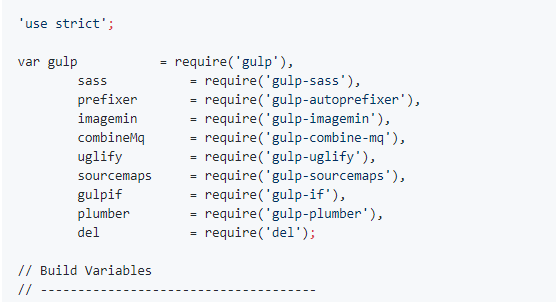 'use strict';
var gulp = require('gulp'),
sass = require('gulp-sass'),
prefixer = require('gulp-autoprefixer'),
imagemin = require('gulp-imagemin'),
combineMq = require('gulp-combine-mq'),
uglify = require('gulp-uglify'),
sourcemaps = require('gulp-sourcemaps'),
gulpif = require('gulp-if'),
plumber = require('gulp-plumber'),
del = require('del');
// Build Variables
// -------------------------------------